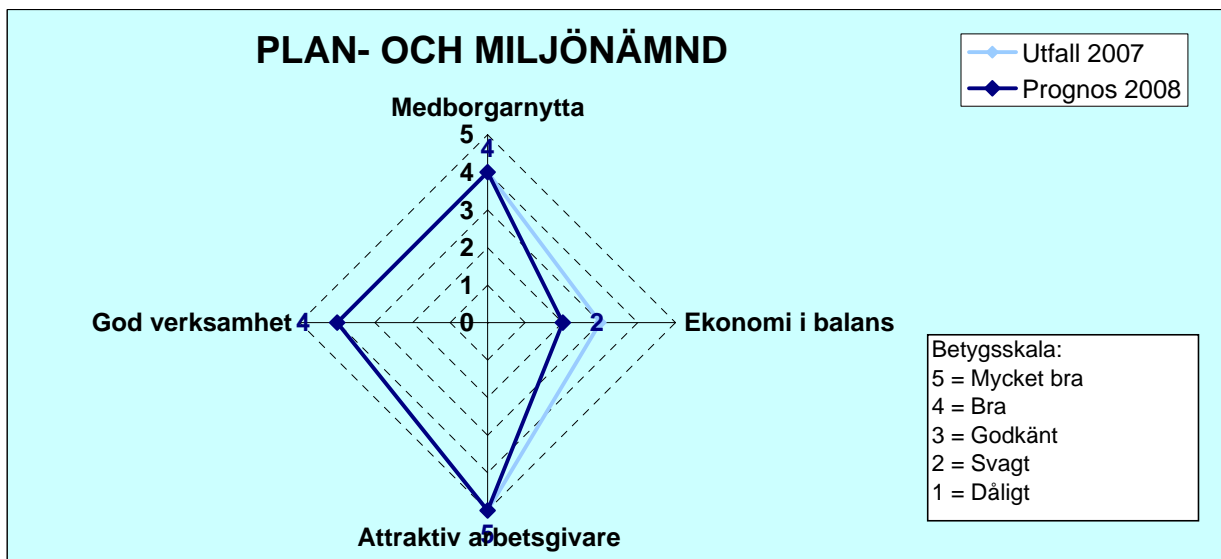 PLAN- OCH MILJÖNÄMND
Utfall 2007
Prognos 2008
Medborgarnytta
5
4
4
3
2
1
0
God verksamhet
4
2
Ekonomi i balans
5
Attraktiv arbetsgivare
Betygsskala:
5 = Mycket bra
4 = Bra
3 = Godkänt
2 = Svagt
1 = Dåligt